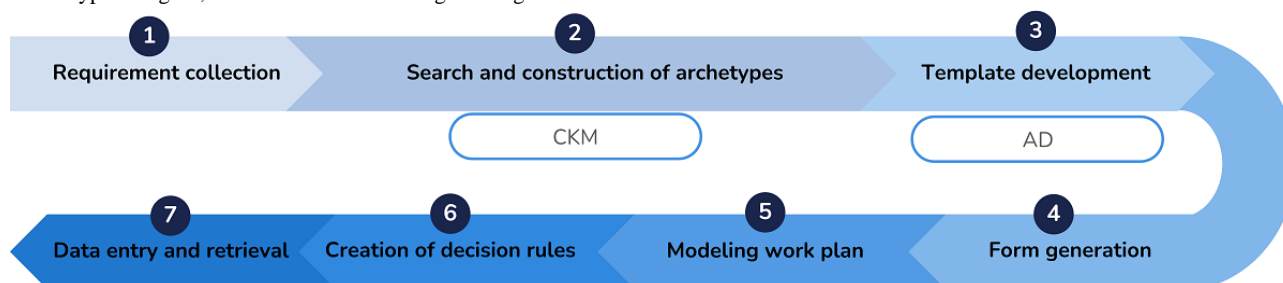 1
Requirement collection
2
Search and construction of archetypes
3
Template development
CKM
AD
7
Data entry and retrieval
6
Creation of decision rules
5
Modeling work plan
4
Form generation